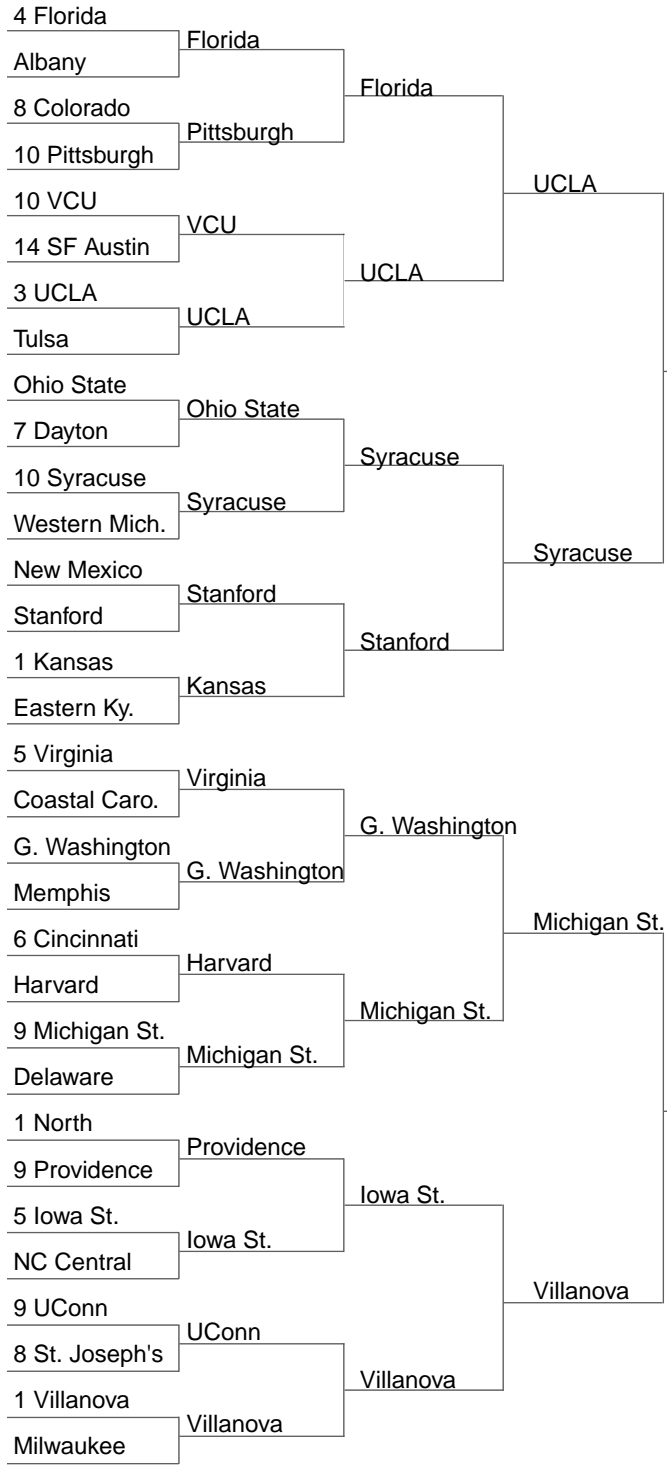 4 Florida
Albany
8 Colorado
10 Pittsburgh
10 VCU
14 SF Austin
3 UCLA
Tulsa
Ohio State
7 Dayton
10 Syracuse
Western Mich.
New Mexico
Stanford
1 Kansas
Eastern Ky.
5 Virginia
Coastal Caro.
G. Washington
Memphis
6 Cincinnati
Harvard
9 Michigan St.
Delaware
1 North
9 Providence
5 Iowa St.
NC Central
9 UConn
8 St. Joseph's
1 Villanova
Milwaukee
Florida
Pittsburgh
VCU
UCLA
Ohio State
Syracuse
Stanford
Kansas
Virginia
G. Washington
Harvard
Michigan St.
Providence
Iowa St.
UConn
Villanova
Florida
UCLA
Syracuse
Stanford
G. Washington
Michigan St.
Iowa St.
Villanova
UCLA
Syracuse
Michigan St.
Villanova